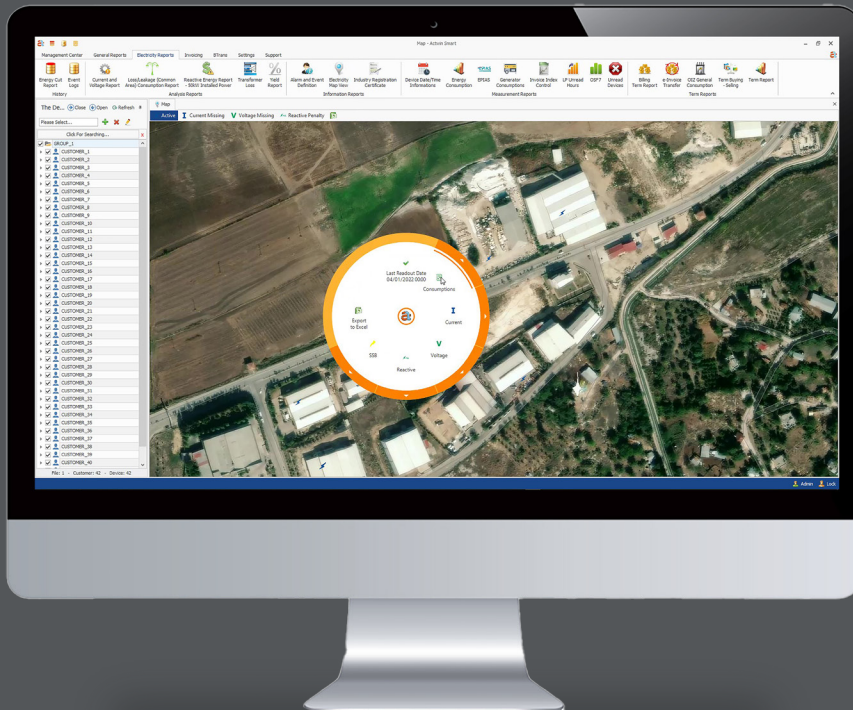 Map - Activei Smart
Management Center General Reports Electricity Reports Invoicing BTrans Settings Support
Energy Cut Report
Event Logs
Current and Voltage Report
Loss/Leakage (Common Area) Consumption Report
Reactive Energy Report - 50kW Installed Power
Transformer Loss
Yield Report
Alarm and Event Definition
Electricity Map View
Industry Registration Certificate
Device Date/Time Informations
Energy Consumption
EPIAS
Generator Consumptions
Invoice Index Control
LP Unread Hours
OSF?
Unread Devices
Billing Term Report
e-Invoice Transfer
OIZ General Consumption
Term Buying - Selling
Term Report
History Analysis Reports Information Reports Measurement Reports Term Reports
The De... Close Open Refresh
Map
Please Select...
Active Current Missing Voltage Missing Reactive Penalty
Click For Searching...
GROUP_1
CUSTOMER_1
CUSTOMER_2
CUSTOMER_3
CUSTOMER_4
CUSTOMER_5
CUSTOMER_6
CUSTOMER_7
CUSTOMER_8
CUSTOMER_9
CUSTOMER_10
CUSTOMER_11
CUSTOMER_12
CUSTOMER_13
CUSTOMER_14
CUSTOMER_15
CUSTOMER_16
CUSTOMER_17
CUSTOMER_18
CUSTOMER_19
CUSTOMER_20
CUSTOMER_21
CUSTOMER_22
CUSTOMER_23
CUSTOMER_24
CUSTOMER_25
CUSTOMER_26
CUSTOMER_27
CUSTOMER_28
CUSTOMER_29
CUSTOMER_30
CUSTOMER_31
CUSTOMER_32
CUSTOMER_33
CUSTOMER_34
CUSTOMER_35
CUSTOMER_36
CUSTOMER_37
CUSTOMER_38
CUSTOMER_39
CUSTOMER_40
File: 1 - Customer: 42 - Device: 42
Last Readout Date
04/01/2022 00:00
Consumptions
Export
to Excel
Current
SSB
Voltage
Reactive
Admin Lock